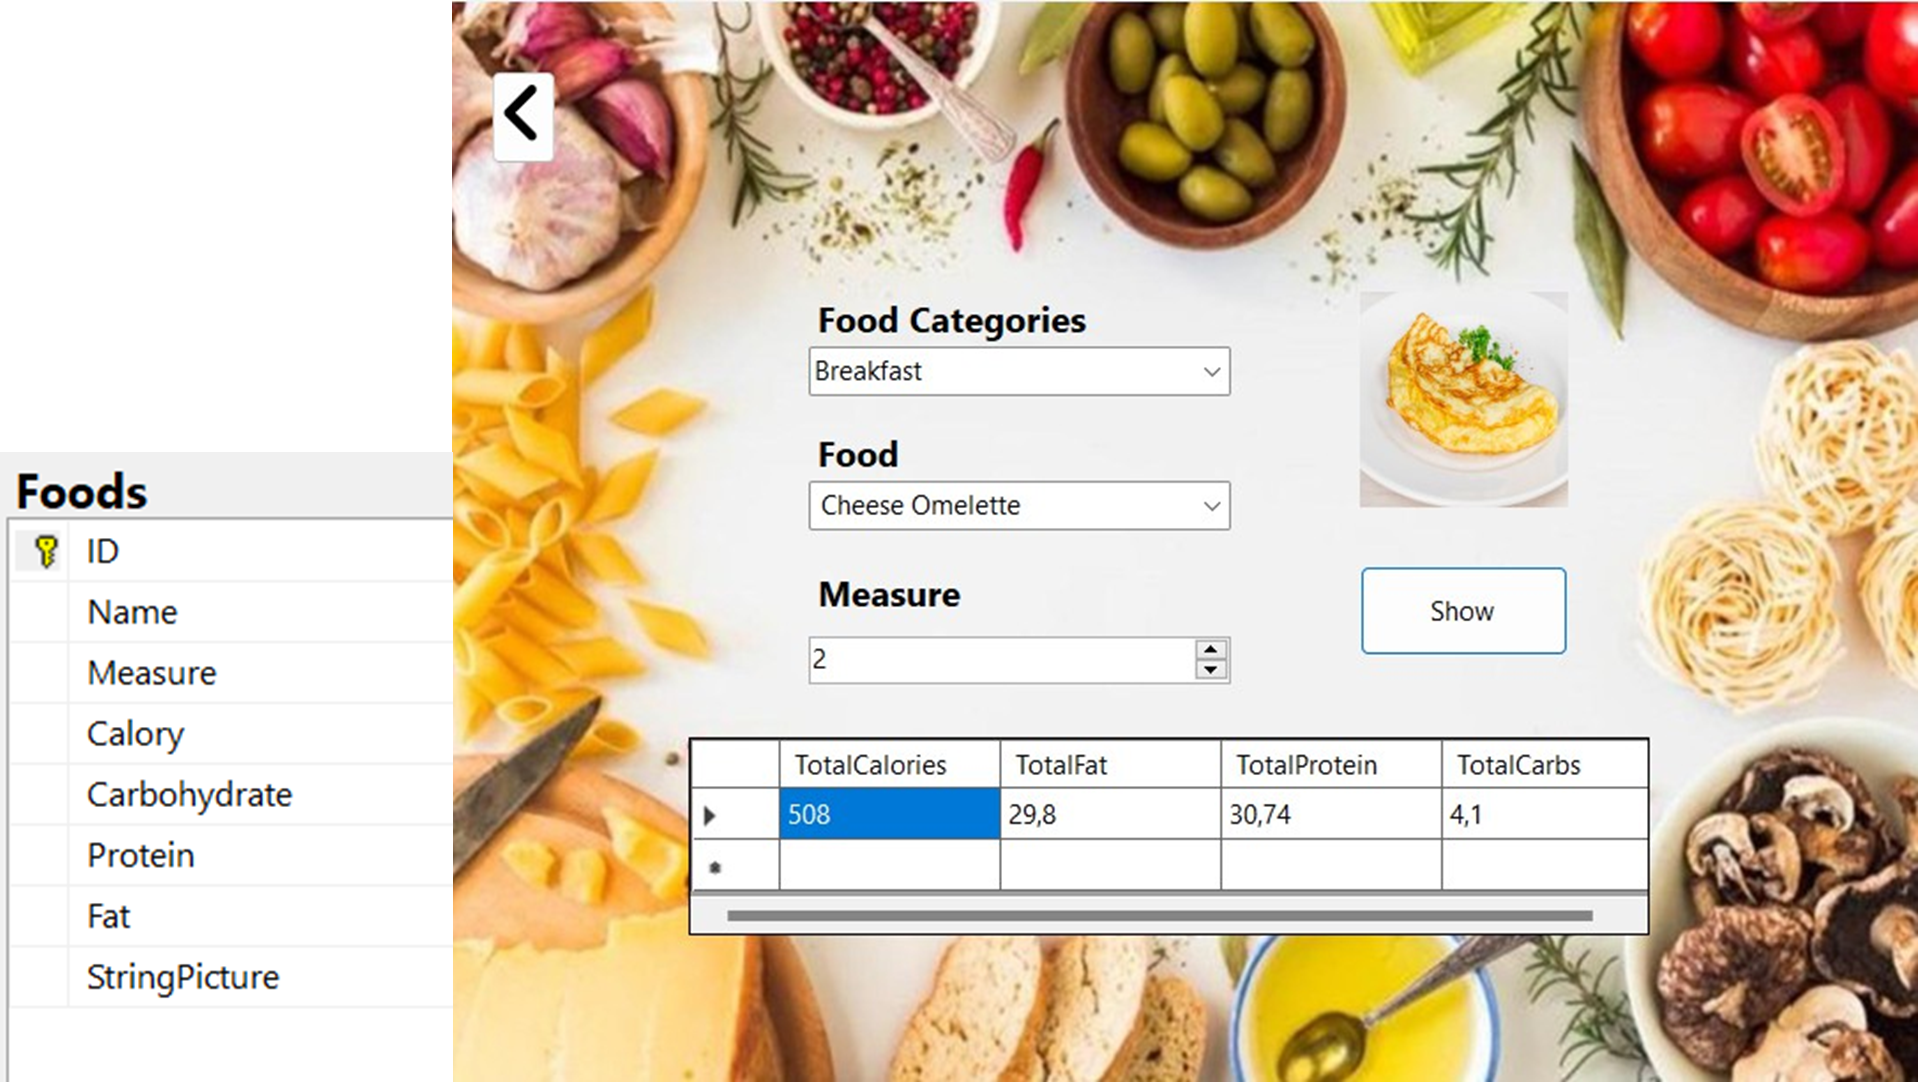 Foods
ID
Name
Measure
Calory
Carbohydrate
Protein
Fat
StringPicture
Food Categories
Breakfast
Food
Cheese Omelette
Measure
2
Show
TotalCalories TotalFat TotalProtein TotalCarbs
508 29,8 30,74 4,1